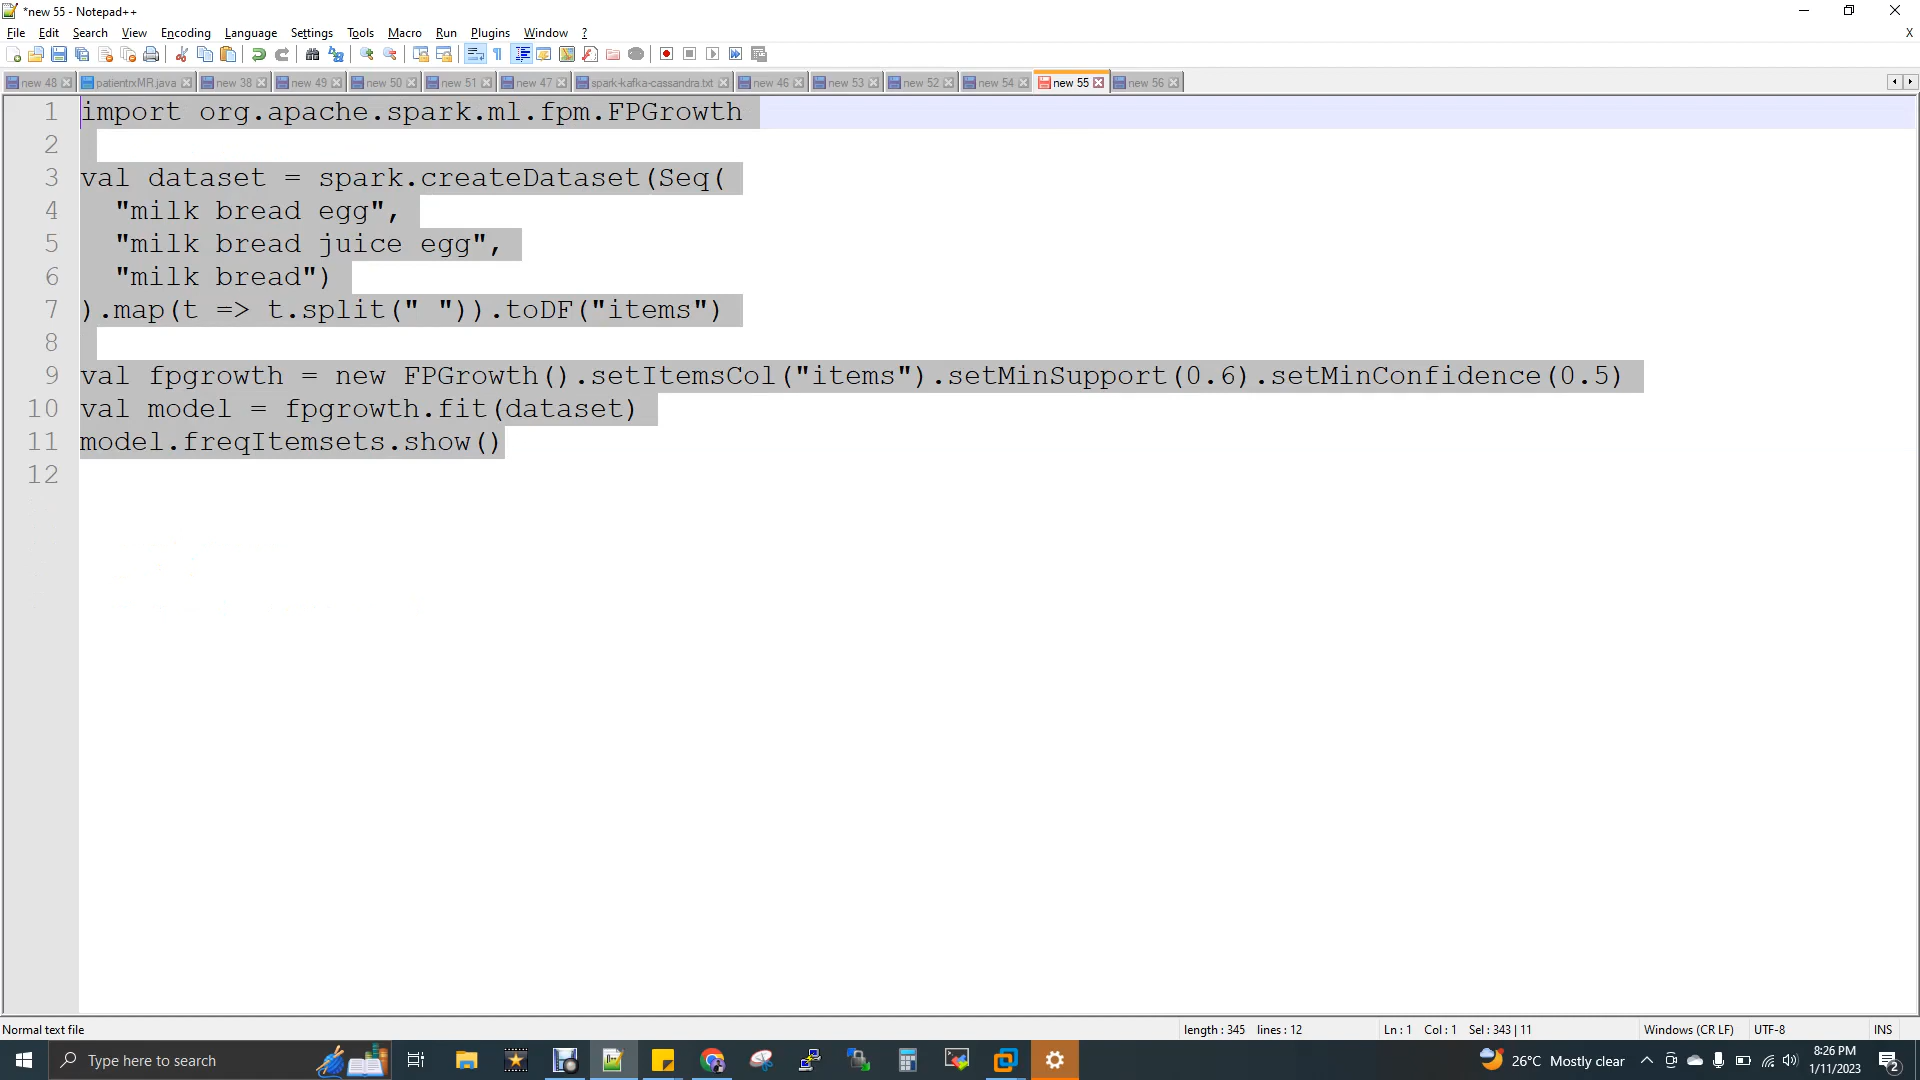 *new 55 - Notepad++
File Edit Search View Encoding Language Settings Tools Macro Run Plugins Window ? X
new 48 patientrxMR.java new 38 new 49 new 50 new 51 new 47 spark-kafka-cassandra.txt new 46 new 53 new 52 new 54 new 55 new 56
1 import org.apache.spark.ml.fpm.FPGrowth
2
3 val dataset = spark.createDataset(Seq(
4 "milk bread egg",
5 "milk bread juice egg",
6 "milk bread")
7 ).map(t => t.split(" ")).toDF("items")
8
9 val fpgrowth = new FPGrowth().setItemsCol("items").setMinSupport(0.6).setMinConfidence(0.5)
10 val model = fpgrowth.fit(dataset)
11 model.freqItemsets.show()
12
Normal text file length : 345 lines : 12 Ln : 1 Col : 1 Sel : 343 | 11 Windows (CR LF) UTF-8 INS
Type here to search 26°C Mostly clear 8:26 PM
1/11/2023 2